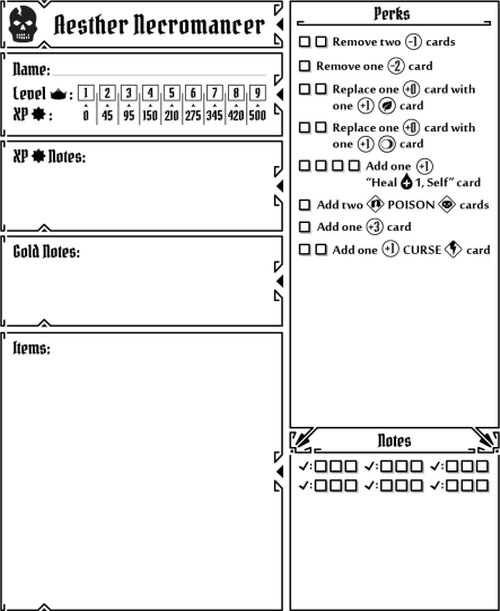 Aesther Necromancer
Name:
Level : 1 2 3 4 5 6 7 8 9
XP : 0 45 95 150 210 275 345 420 500
XP Notes:
Gold Notes:
Items:
Perks
Remove two -1 cards
Remove one -2 card
Replace one +0 card with
one +1 card
Replace one +0 card with
one +1 card
Add one +1
“Heal 1, Self” card
Add two POISON cards
Add one +3 card
Add one +1 CURSE card
Notes
: : :
: : :